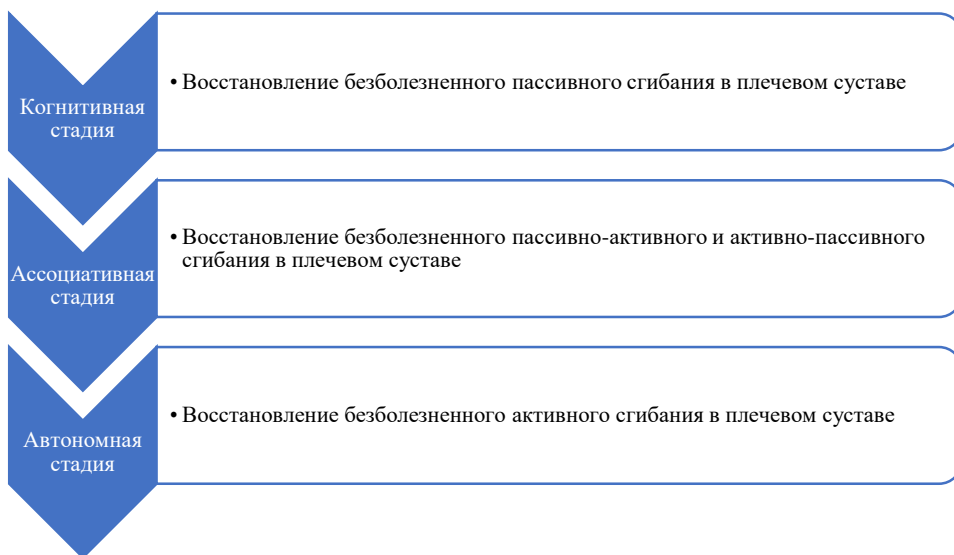 Когнитивная
стадия
• Восстановление безболезненного пассивного сгибания в плечевом суставе
Ассоциативная
стадия
• Восстановление безболезненного пассивно-активного и активно-пассивного
сгибания в плечевом суставе
Автономная
стадия
• Восстановление безболезненного активного сгибания в плечевом суставе